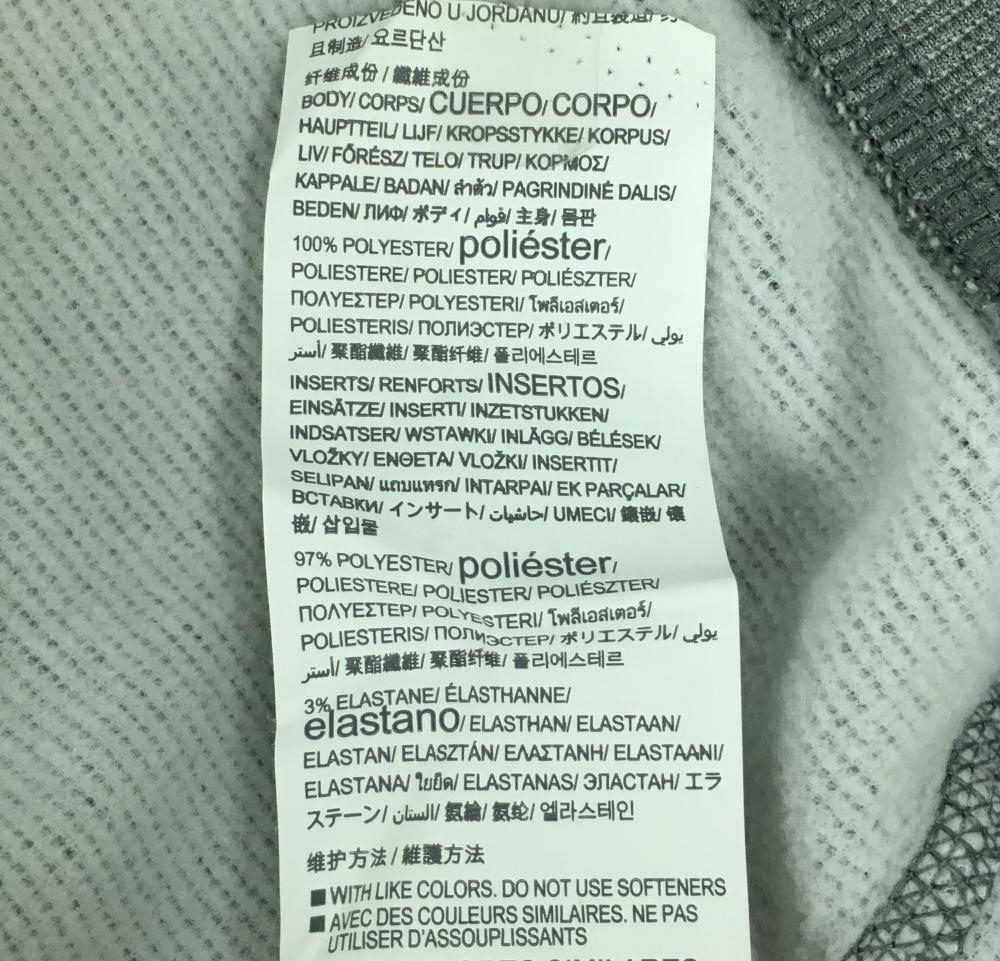 PROIZVEDENO U JORDANU/ 約旦製造/ 约
旦制造/ 요르단산
纤维成份 / 纖維成份
BODY/ CORPS/ CUERPO/ CORPO/
HAUPTTEIL/ LIJF/ KROPSSTYKKE/ KORPUS/
LIV/ FŐRÉSZ/ TELO/ TRUP/ ΚΟΡΜΟΣ/
KAPPALE/ BADAN/ ลำตัว/ PAGRINDINĖ DALIS/
BEDEN/ ЛИФ/ ボディ/ قوام/ 主身/ 몸판
100% POLYESTER/ poliéster/
POLIESTERE/ POLIESTER/ POLIÉSZTER/
ΠΟΛΥΕΣΤΕΡ/ POLYESTERI/ โพลีเอสเตอร์/
POLIESTERIS/ ПОЛИЭСТЕР/ ポリエステル/ بولي
أستر/ 聚酯纖維/ 聚酯纤维/ 폴리에스테르
INSERTS/ RENFORTS/ INSERTOS/
EINSÄTZE/ INSERTI/ INZETSTUKKEN/
INDSATSER/ WSTAWKI/ INLÄGG/ BÉLÉSEK/
VLOŽKY/ ΕΝΘΕΤΑ/ VLOŽKI/ INSERTIT/
SELIPAN/ แถบแทรก/ INTARPAI/ EK PARÇALAR/
ВСТАВКИ/ インサート/ حاشيات/ UMECI/ 鑲嵌/ 镶
嵌/ 삽입물
97% POLYESTER/ poliéster/
POLIESTERE/ POLIESTER/ POLIÉSZTER/
ΠΟΛΥΕΣΤΕΡ/ POLYESTERI/ โพลีเอสเตอร์/
POLIESTERIS/ ПОЛИЭСТЕР/ ポリエステル/ بولي
أستر/ 聚酯纖維/ 聚酯纤维/ 폴리에스테르
3% ELASTANE/ ÉLASTHANNE/
elastano/ ELASTHAN/ ELASTAAN/
ELASTAN/ ELASZTÁN/ ΕΛΑΣΤΑΝΗ/ ELASTAANI/
ELASTANA/ ใยยืด/ ELASTANAS/ ЭЛАСТАН/ エラ
ステーン/ الستان/ 氨綸/ 氨纶/ 엘라스테인
维护方法 / 維護方法
■ WITH LIKE COLORS. DO NOT USE SOFTENERS
■ AVEC DES COULEURS SIMILAIRES. NE PAS
UTILISER D'ASSOUPLISSANTS